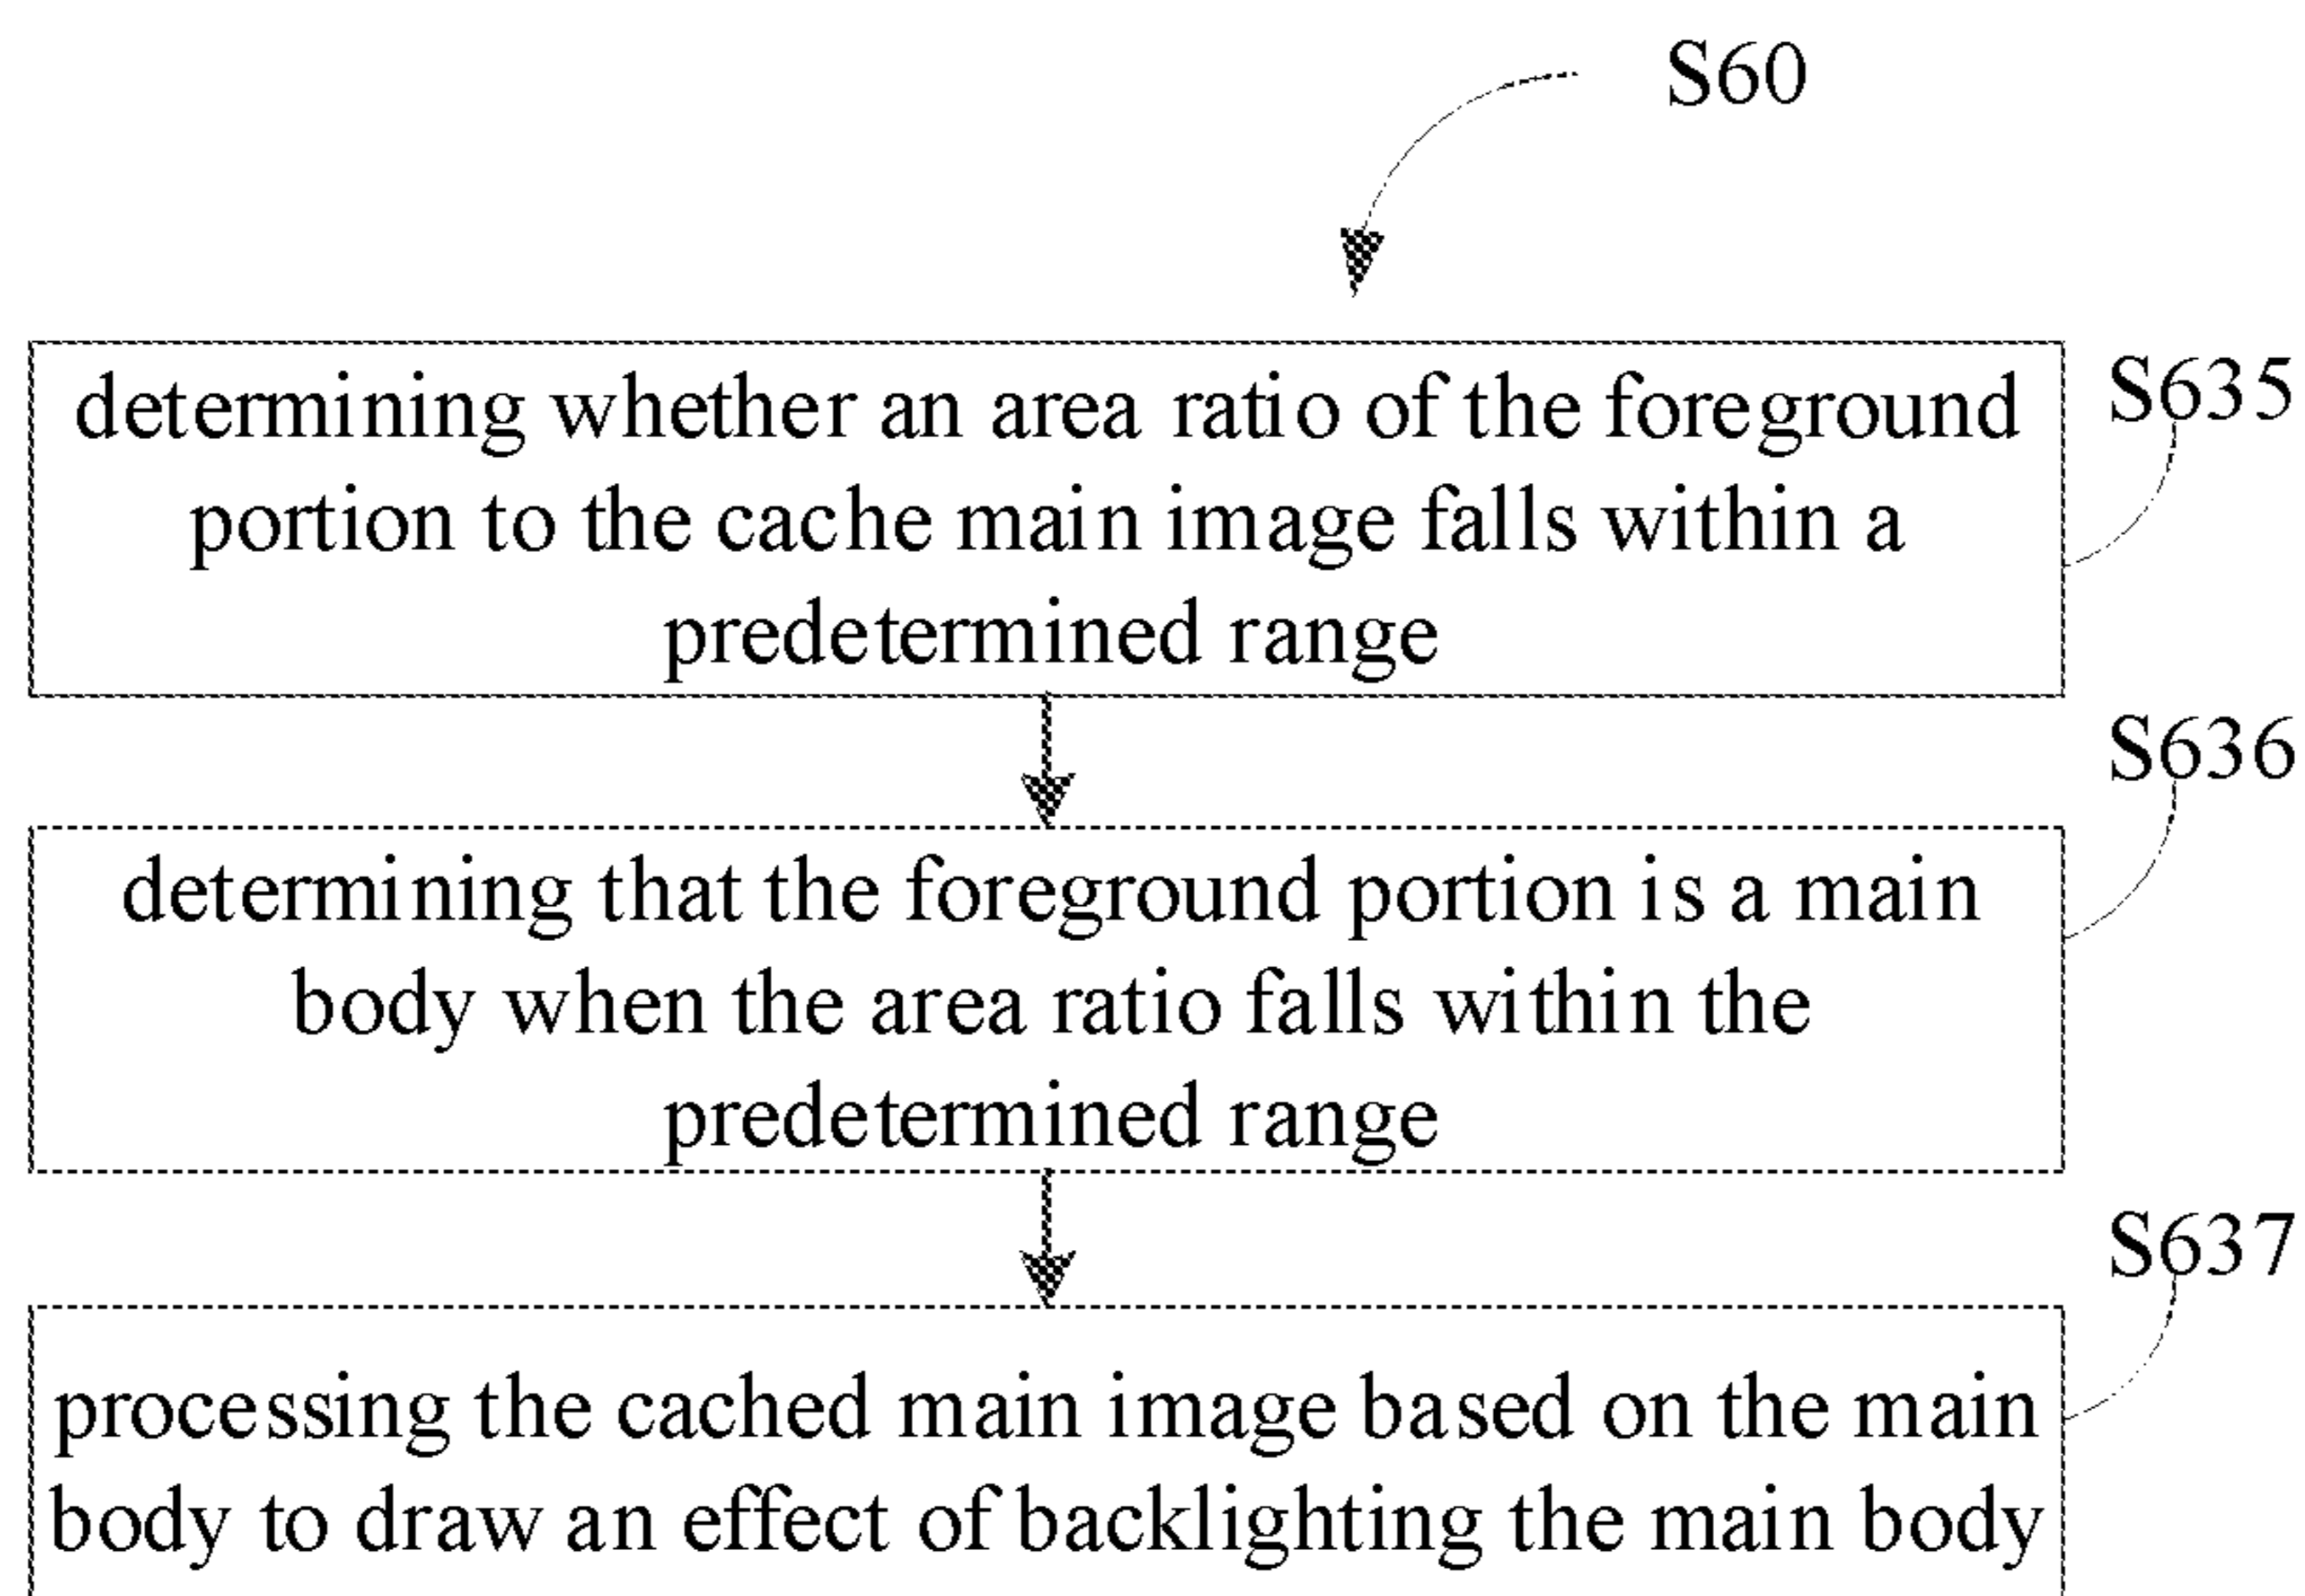 S60
determining whether an area ratio of the foreground
S635
portion to the cache main image falls within a
predetermined range
S636
determining that the foreground portion is a main
body when the area ratio falls within the
predetermined range
S637
processing the cached main image based on the main
body to draw an effect of backlighting the main body